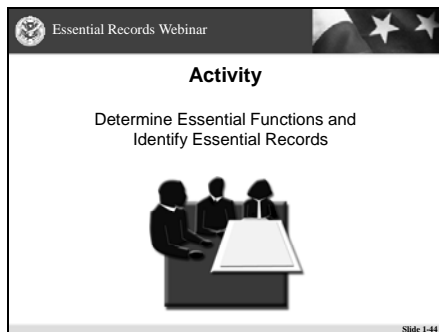 Essential Records Webinar
Activity
Determine Essential Functions and
Identify Essential Records
Slide 1-44